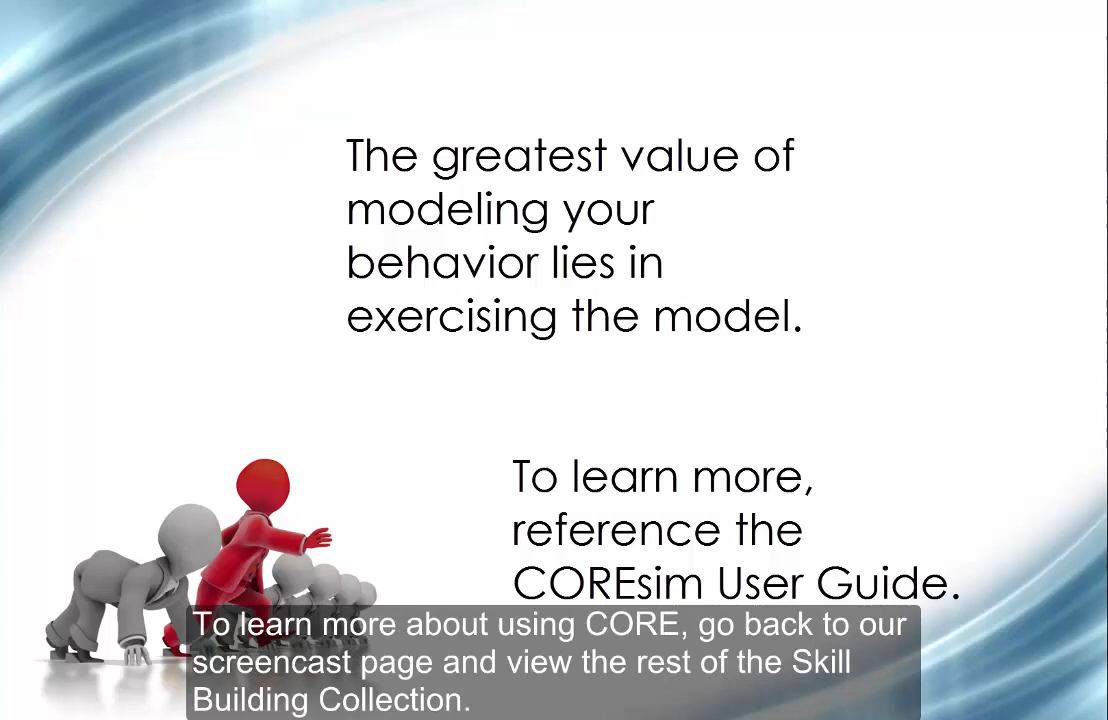 The greatest value of
modeling your
behavior lies in
exercising the model.
To learn more,
reference the
COREsim User Guide.
To learn more about using CORE, go back to our
screencast page and view the rest of the Skill
Building Collection.